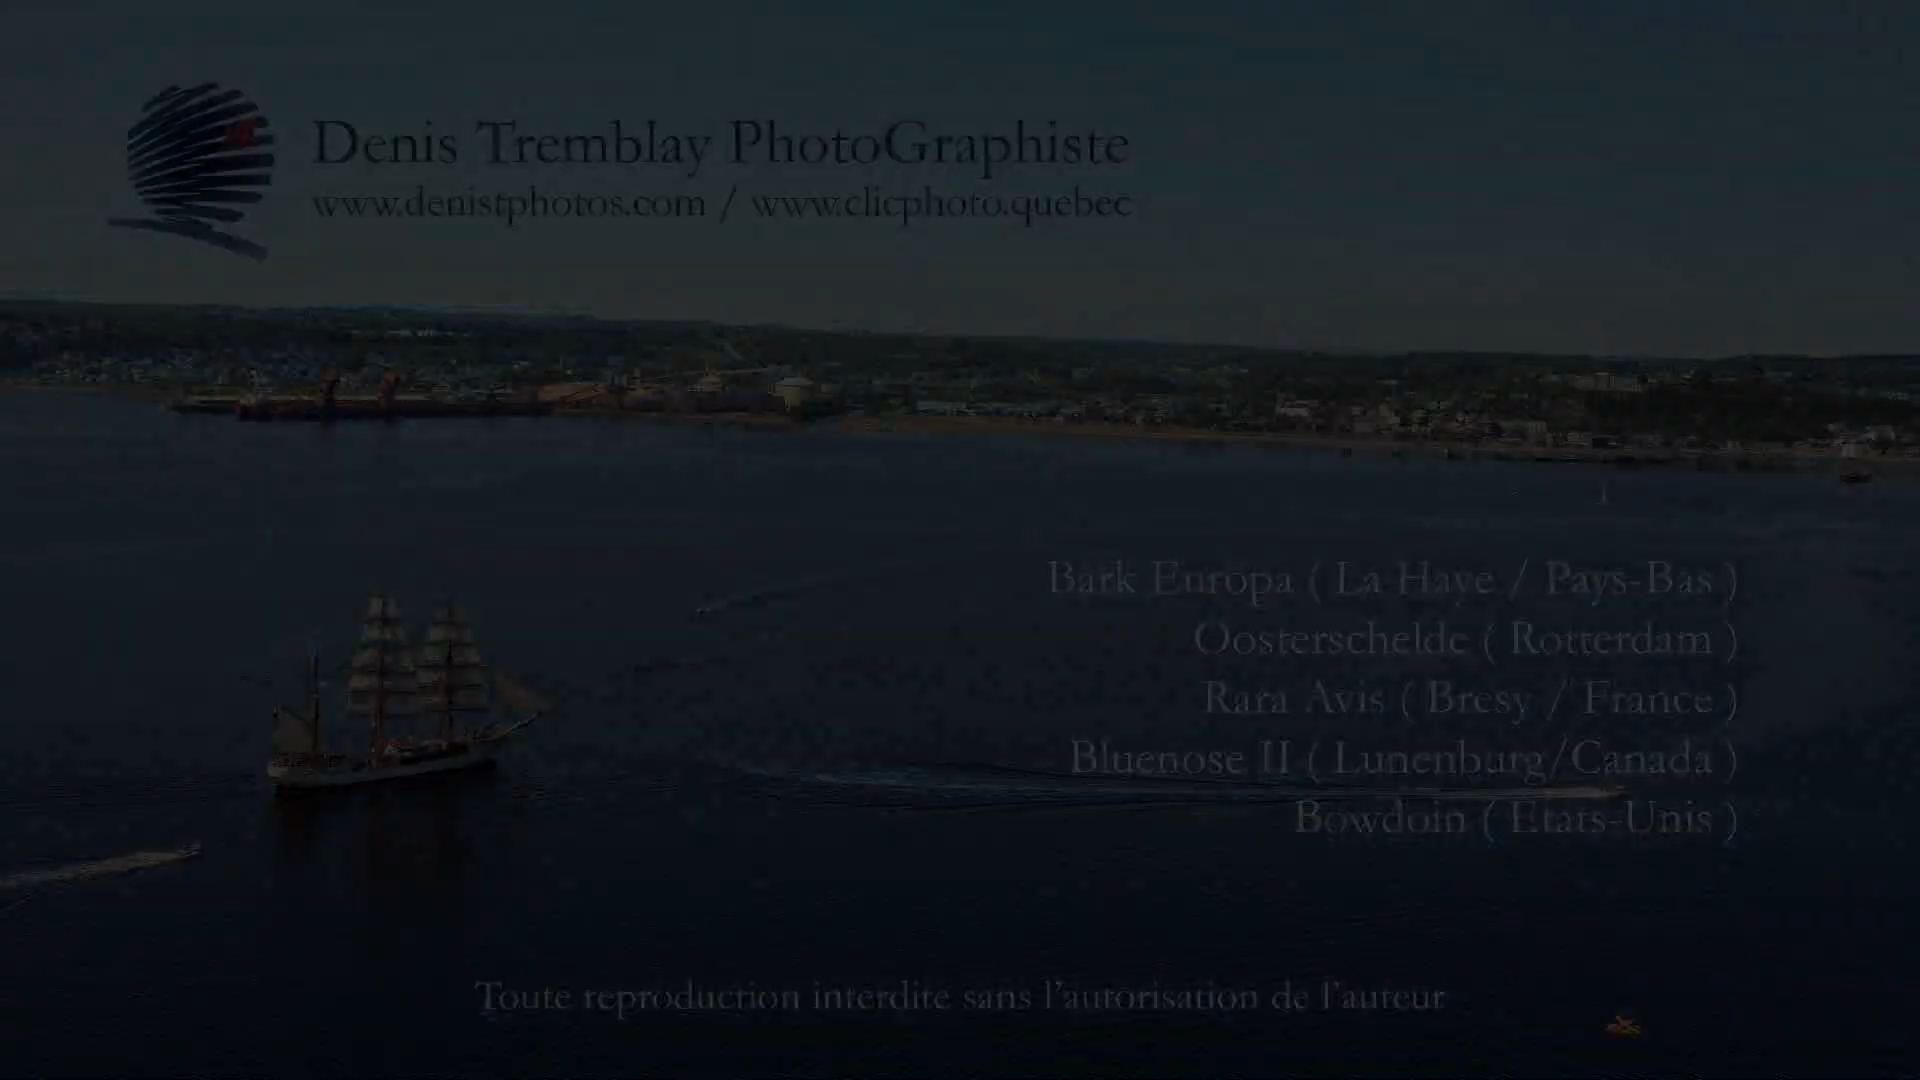 Denis Tremblay PhotoGraphiste
www.denistphotos.com / www.clicphoto.quebec
Bark Europa ( La Haye / Pays-Bas )
Oosterschelde ( Rotterdam )
Rara Avis ( Bresy / France )
Bluenose II ( Lunenburg/Canada )
Bowdoin ( Etats-Unis )
Toute reproduction interdite sans l'autorisation de l'auteur